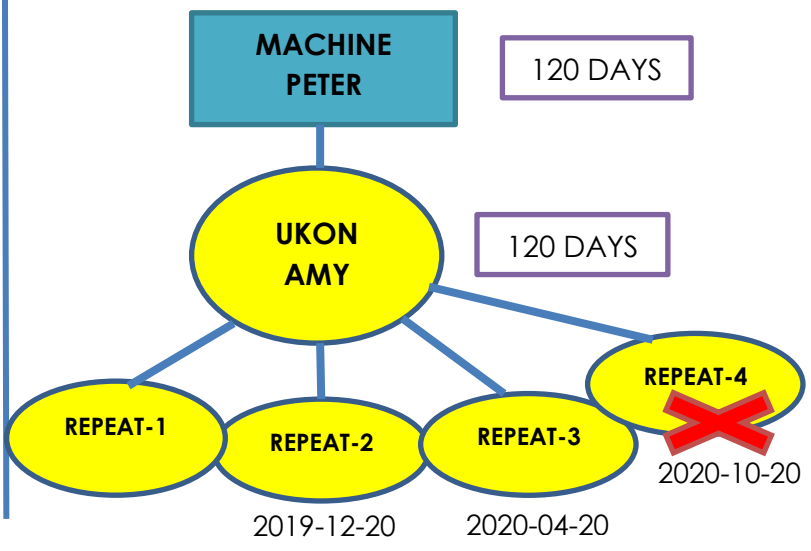 MACHINE
PETER
120 DAYS
UKON
AMY
120 DAYS
REPEAT-1
REPEAT-2
REPEAT-3
REPEAT-4
2019-12-20
2020-04-20
2020-10-20